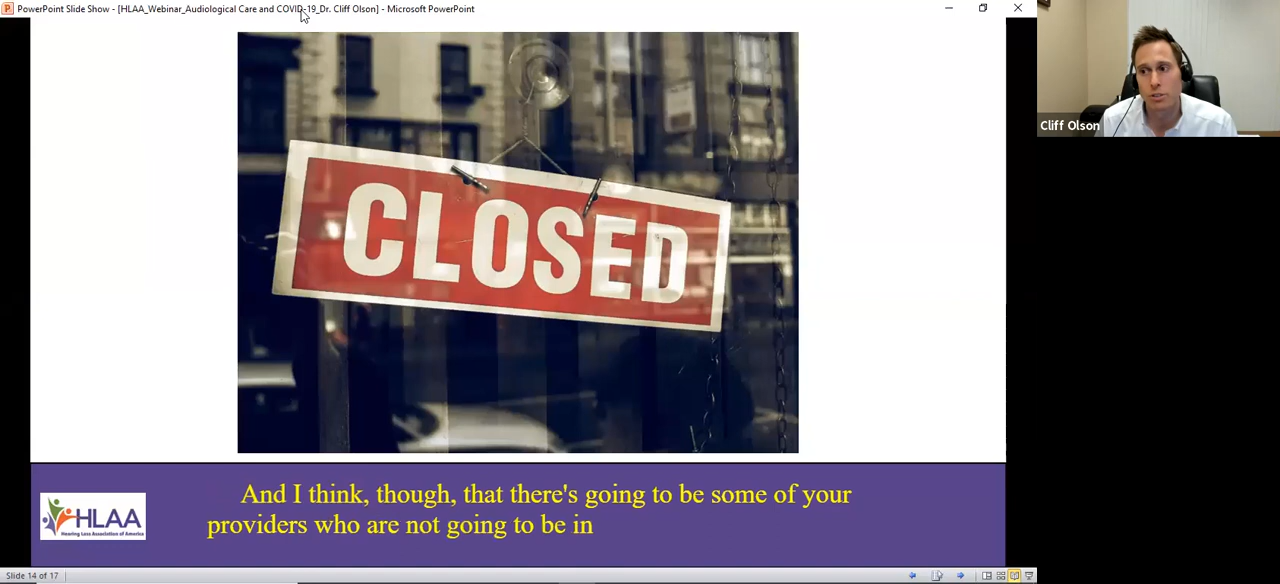 PowerPoint Slide Show - [HLAA_Webinar_Audiological Care and COVID-19_Dr. Cliff Olson] - Microsoft PowerPoint
CLOSED
Cliff Olson
And I think, though, that there's going to be some of your
providers who are not going to be in
HLAA
Hearing Loss Association of America
Slide 14 of 17